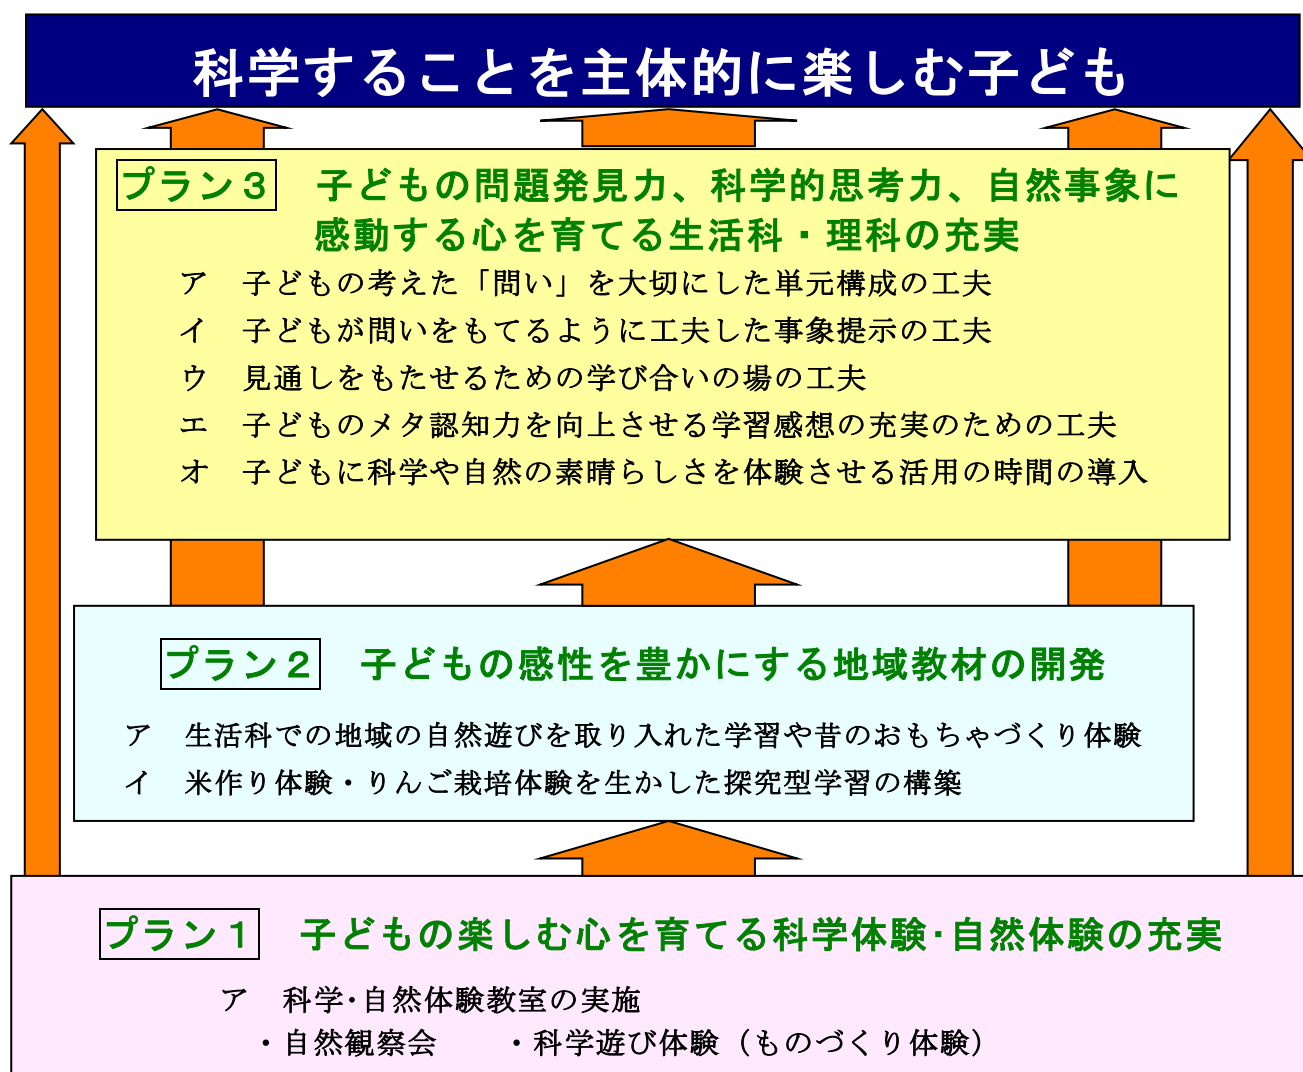 科学することを主体的に楽しむ子ども
プラン３　子どもの問題発見力、科学的思考力、自然事象に
感動する心を育てる生活科・理科の充実
ア　子どもの考えた「問い」を大切にした単元構成の工夫
イ　子どもが問いをもてるように工夫した事象提示の工夫
ウ　見通しをもたせるための学び合いの場の工夫
エ　子どものメタ認知力を向上させる学習感想の充実のための工夫
オ　子どもに科学や自然の素晴らしさを体験させる活用の時間の導入
プラン２　子どもの感性を豊かにする地域教材の開発
ア　生活科での地域の自然遊びを取り入れた学習や昔のおもちゃづくり体験
イ　米作り体験・りんご栽培体験を生かした探究型学習の構築
プラン１　子どもの楽しむ心を育てる科学体験･自然体験の充実
ア　科学･自然体験教室の実施
・自然観察会　　・科学遊び体験（ものづくり体験）